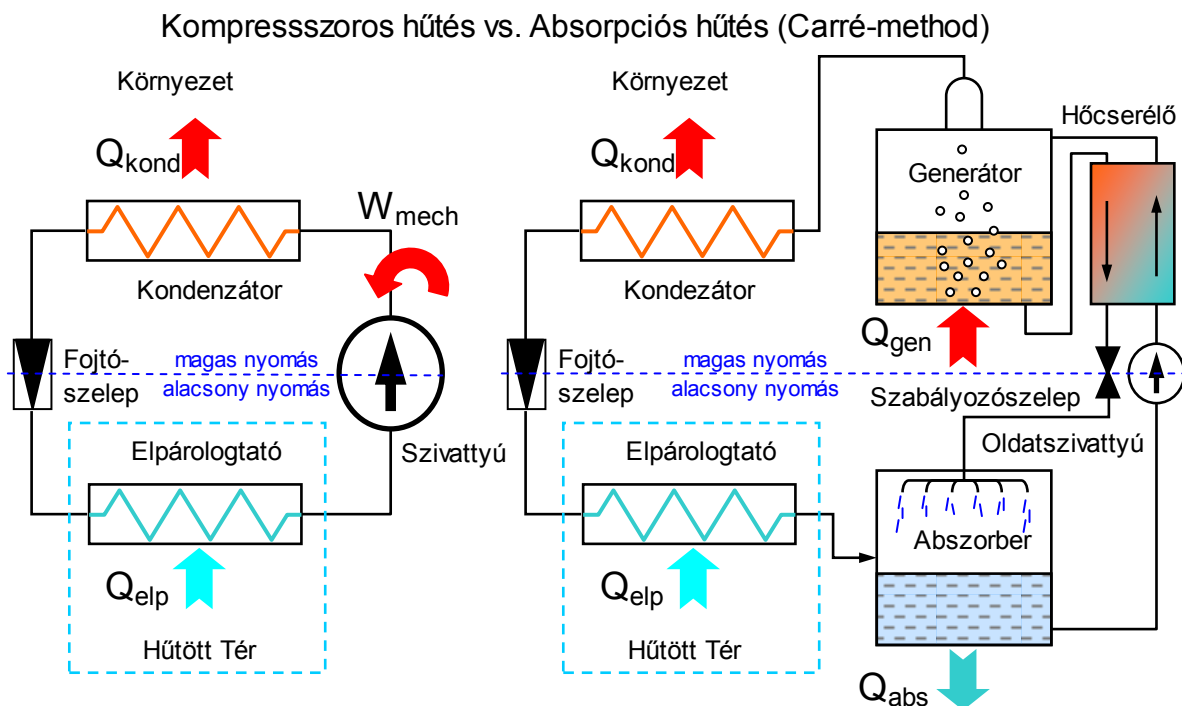 Kompressszoros hűtés vs. Absorpciós hűtés (Carré-method)
Környezet
Qkond
Wmech
Kondenzátor
Fojtó-
szelep
magas nyomás
alacsony nyomás
Szivattyú
Elpárologtató
Qelp
Hűtött Tér
Környezet
Qkond
Kondezátor
Fojtó-
szelep
magas nyomás
alacsony nyomás
Elpárologtató
Qelp
Hűtött Tér
Generátor
Hőcserélő
Qgen
Szabályozószelep
Oldatszivattyú
Abszorber
Qabs